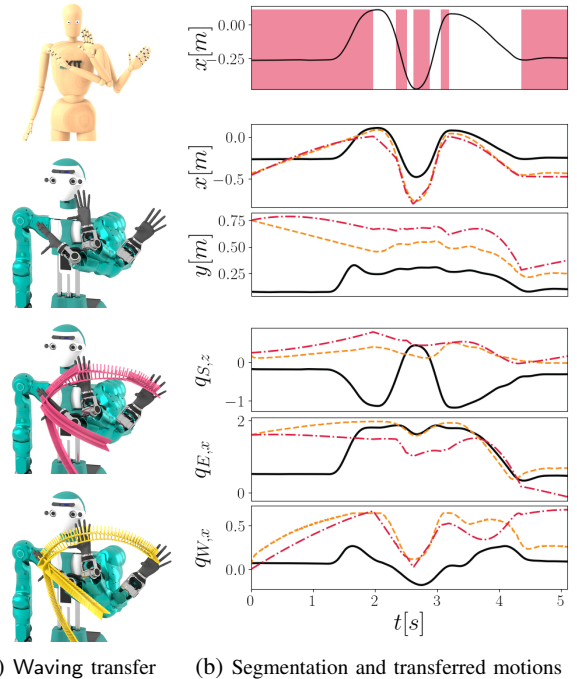 x[m]
0.00
−0.25
x[m]
0.0
−0.5
y[m]
0.75
0.50
0.25
q_{S,z}
0
−1
q_{E,x}
2
0
q_{W,x}
0.5
0.0
0 1 2 3 4 5
t[s]
) Waving transfer (b) Segmentation and transferred motions